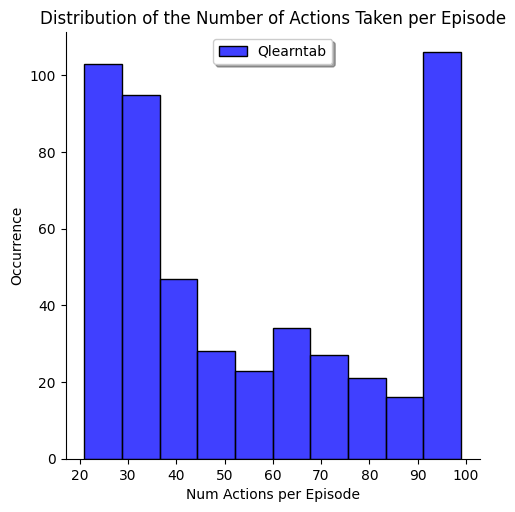 Distribution of the Number of Actions Taken per Episode
Qlearntab
100
80
60
40
20
0
Occurrence
20 30 40 50 60 70 80 90 100
Num Actions per Episode